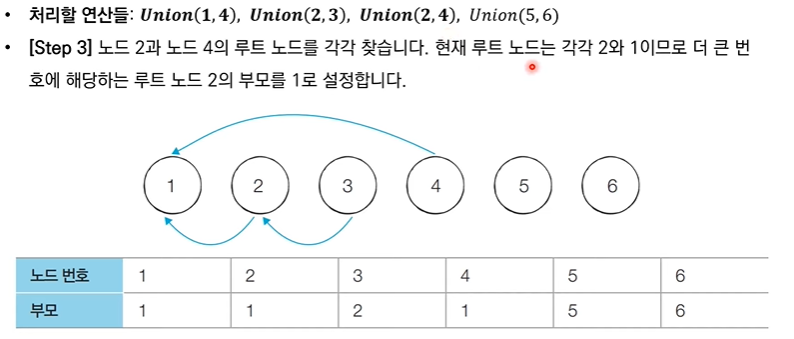 • 처리할 연산들: Union(1, 4), Union(2, 3), Union(2, 4), Union(5, 6)
• [Step 3] 노드 2과 노드 4의 루트 노드를 각각 찾습니다. 현재 루트 노드는 각각 2와 1이므로 더 큰 번
호에 해당하는 루트 노드 2의 부모를 1로 설정합니다.
1 2 3 4 5 6
노드 번호 1 2 3 4 5 6
부모 1 1 2 1 5 6